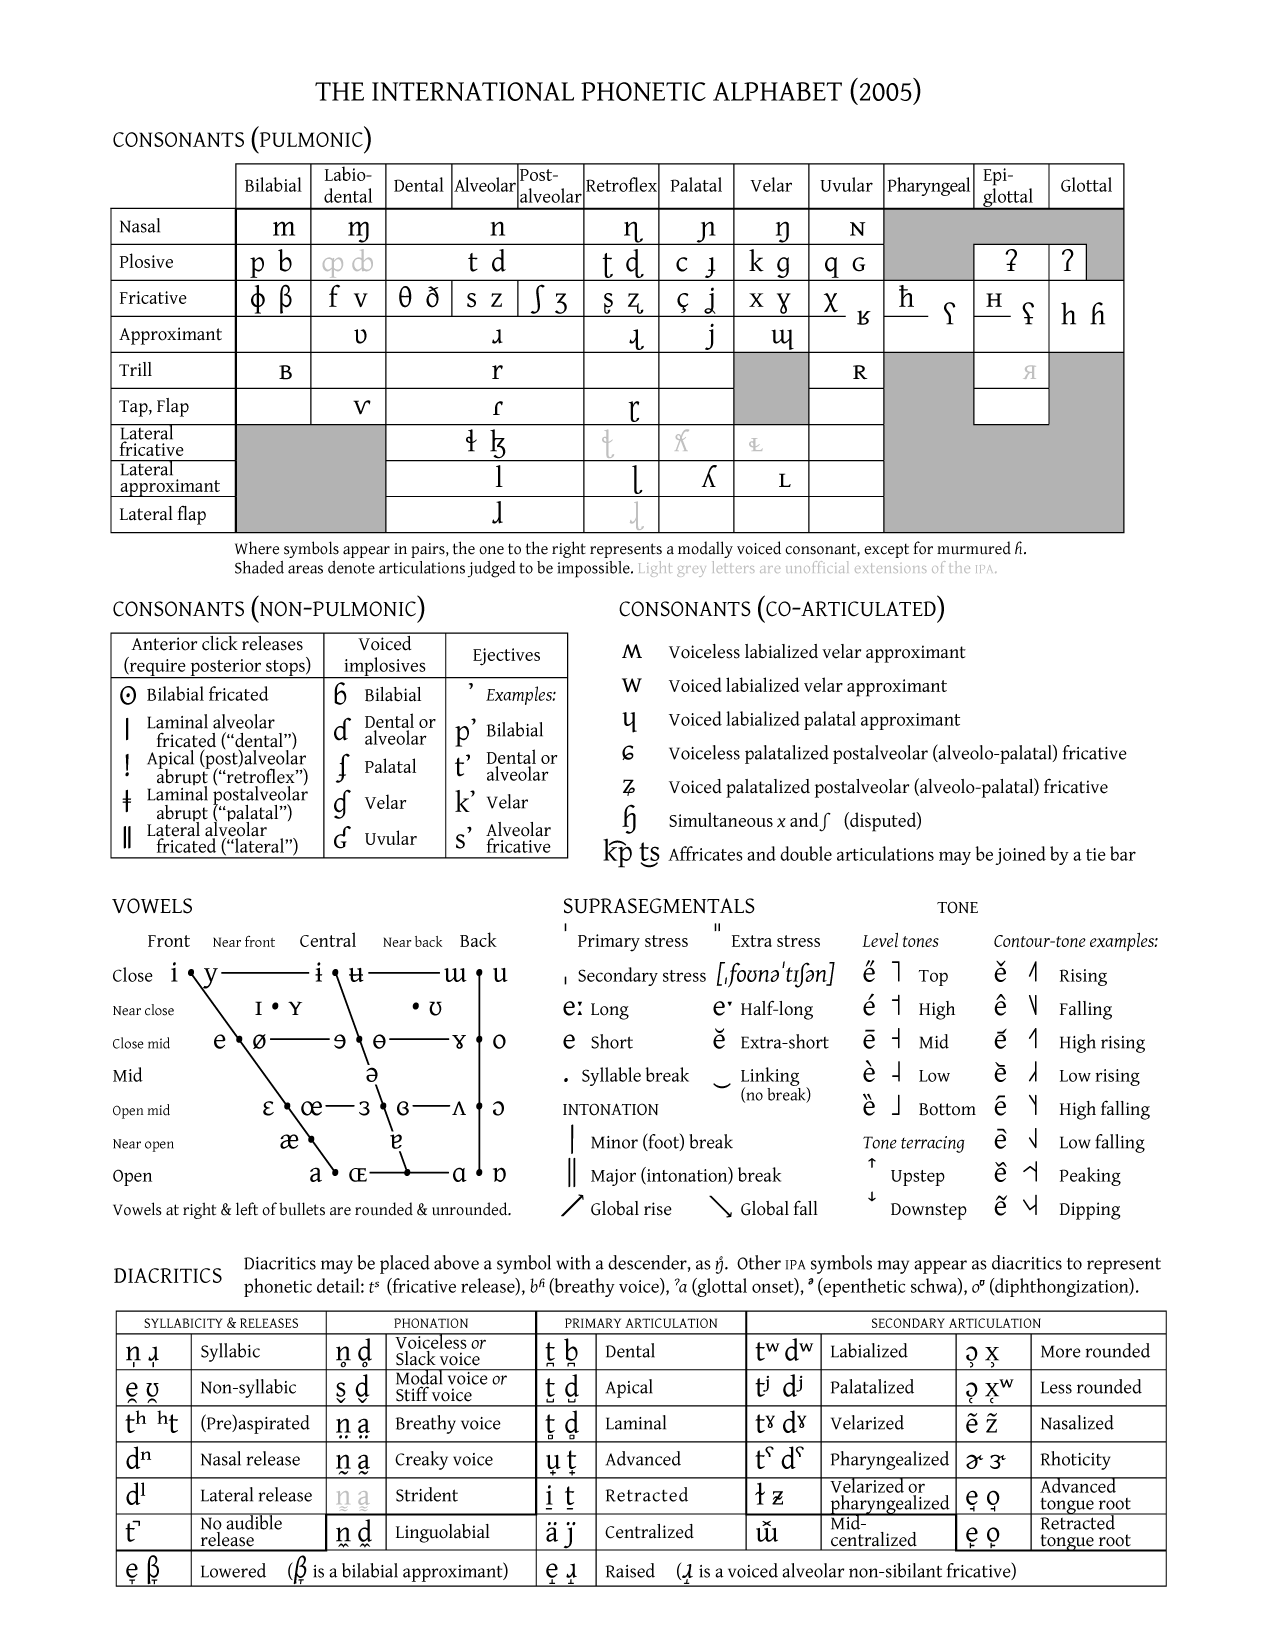 THE INTERNATIONAL PHONETIC ALPHABET (2005)
CONSONANTS (PULMONIC)
Bilabial Labio-dental Dental Alveolar Post-alveolar Retroflex Palatal Velar Uvular Pharyngeal Epi-glottal Glottal
Nasal m ɱ n ɳ ɲ ŋ ɴ
Plosive p b ȹ ȸ t d ʈ ɖ c ɟ k ɡ q ɢ ʡ ʔ
Fricative ɸ β f v θ ð s z ʃ ʒ ʂ ʐ ç ʝ x ɣ χ ʁ ħ ʕ ʜ ʢ h ɦ
Approximant ʋ ɹ ɻ j ɰ
Trill ʙ r ʀ ᴙ
Tap, Flap ⱱ ɾ ɽ
Lateral fricative ɬ ɮ
Lateral approximant l ɭ ʎ ʟ
Lateral flap ɺ
Where symbols appear in pairs, the one to the right represents a modally voiced consonant, except for murmured ɦ.
Shaded areas denote articulations judged to be impossible. Light grey letters are unofficial extensions of the IPA.
CONSONANTS (NON-PULMONIC)
Anterior click releases (require posterior stops) Voiced implosives Ejectives
ʘ Bilabial fricated ɓ Bilabial ʼ Examples:
ǀ Laminal alveolar fricated (“dental”) ɗ Dental or alveolar pʼ Bilabial
ǃ Apical (post)alveolar abrupt (“retroflex”) ʄ Palatal tʼ Dental or alveolar
ǂ Laminal postalveolar abrupt (“palatal”) ɠ Velar kʼ Velar
ǁ Lateral alveolar fricated (“lateral”) ʛ Uvular sʼ Alveolar fricative
CONSONANTS (CO-ARTICULATED)
ʍ Voiceless labialized velar approximant
w Voiced labialized velar approximant
ɥ Voiced labialized palatal approximant
ɕ Voiceless palatalized postalveolar (alveolo-palatal) fricative
ʑ Voiced palatalized postalveolar (alveolo-palatal) fricative
ɧ Simultaneous x and ʃ (disputed)
k͡p t͜s Affricates and double articulations may be joined by a tie bar
VOWELS
Front Near front Central Near back Back
Close i y ɨ ʉ ɯ u
Near close ɪ ʏ ʊ
Close mid e ø ɘ ɵ ɤ o
Mid ə
Open mid ɛ œ ɜ ɞ ʌ ɔ
Near open æ ɐ
Open a ɶ ɑ ɒ
Vowels at right & left of bullets are rounded & unrounded.
SUPRASEGMENTALS
ˈ Primary stress ˈˈ Extra stress
ˌ Secondary stress [ˌfoʊnəˈtɪʃən]
eː Long eˑ Half-long
e Short ĕ Extra-short
. Syllable break ‿ Linking (no break)
INTONATION
| Minor (foot) break
‖ Major (intonation) break
↗ Global rise ↘ Global fall
TONE
Level tones
e̋ ˥ Top
é ˦ High
ē ˧ Mid
è ˨ Low
ȅ ˩ Bottom
Tone terracing
ꜛ Upstep
ꜜ Downstep
Contour-tone examples:
ě Rising
ê Falling
e᷄ High rising
e᷅ Low rising
e᷇ High falling
e᷆ Low falling
Peaking
Dipping
DIACRITICS
Diacritics may be placed above a symbol with a descender, as ŋ̊. Other IPA symbols may appear as diacritics to represent
phonetic detail: tˢ (fricative release), bʱ (breathy voice), ˀa (glottal onset), ᵊ (epenthetic schwa), oᶷ (diphthongization).
SYLLABICITY & RELEASES PHONATION PRIMARY ARTICULATION SECONDARY ARTICULATION
n̩ ɹ̩ Syllabic n̥ d̥ Voiceless or Slack voice t̪ b̪ Dental tʷ dʷ Labialized ɔ̹ x̹ More rounded
e̯ ʊ̯ Non-syllabic s̬ d̬ Modal voice or Stiff voice t̺ d̺ Apical tʲ dʲ Palatalized ɔ̜ x̜ʷ Less rounded
tʰ ʰt (Pre)aspirated n̤ a̤ Breathy voice t̻ d̻ Laminal tˠ dˠ Velarized ẽ z̃ Nasalized
dⁿ Nasal release n̰ a̰ Creaky voice u̟ t̟ Advanced tˤ dˤ Pharyngealized ɚ ɝ Rhoticity
dˡ Lateral release n᷽ a᷽ Strident i̠ t̠ Retracted ɫ ᵶ Velarized or pharyngealized e̘ o̘ Advanced tongue root
t̚ No audible release n̼ d̼ Linguolabial ä j̈ Centralized ɯ̽ Mid-centralized e̙ o̙ Retracted tongue root
e̞ β̞ Lowered (β̞ is a bilabial approximant) e̝ ɹ̝ Raised (ɹ̝ is a voiced alveolar non-sibilant fricative)